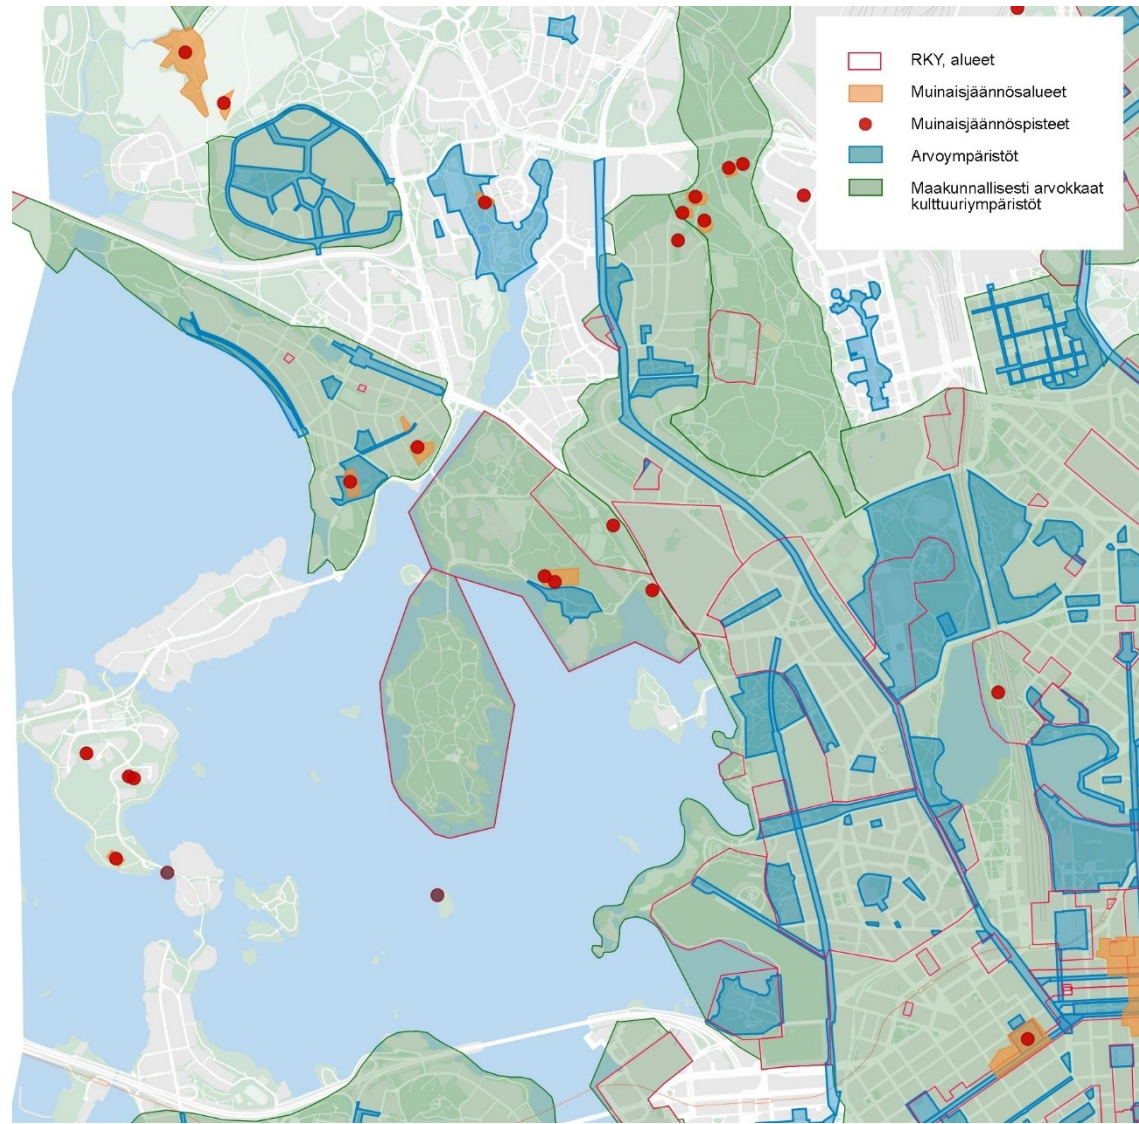 RKY, alueet
Muinaisjäännösalueet
Muinaisjäännöspisteet
Arvoympäristöt
Maakunnallisesti arvokkaat
kulttuuriympäristöt